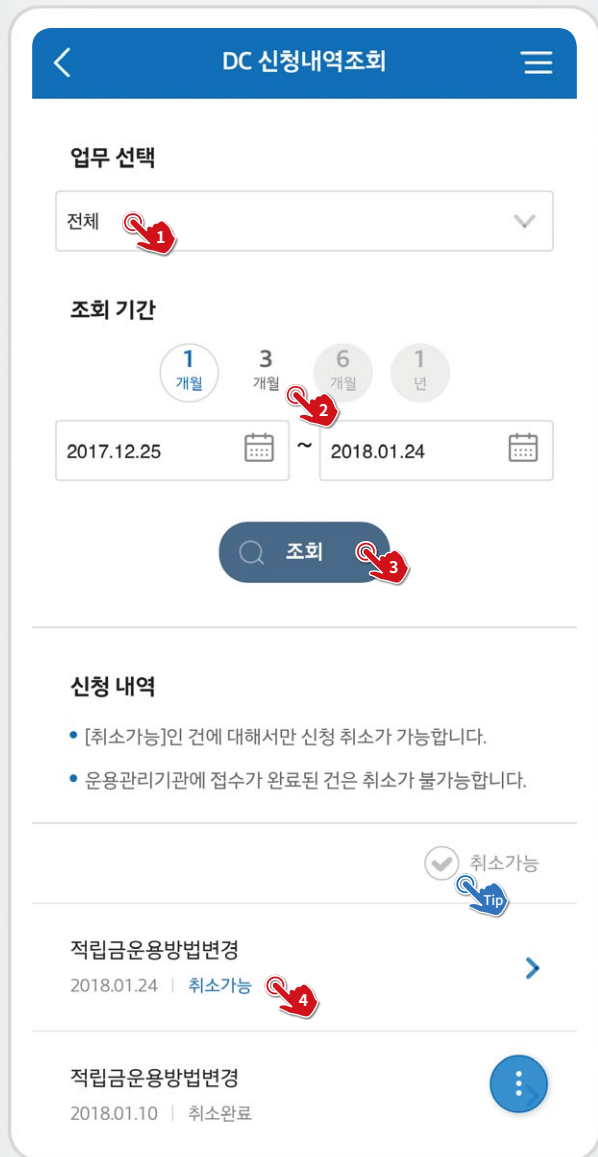 DC 신청내역조회
업무 선택
전체
1
조회 기간
1 3 6 1
개월 개월 개월 년
2
2017.12.25 ~ 2018.01.24
조회
3
신청 내역
• [취소가능]인 건에 대해서만 신청 취소가 가능합니다.
• 운용관리기관에 접수가 완료된 건은 취소가 불가능합니다.
취소가능
Tip
적립금운용방법변경
2018.01.24 | 취소가능
4
적립금운용방법변경
2018.01.10 | 취소완료